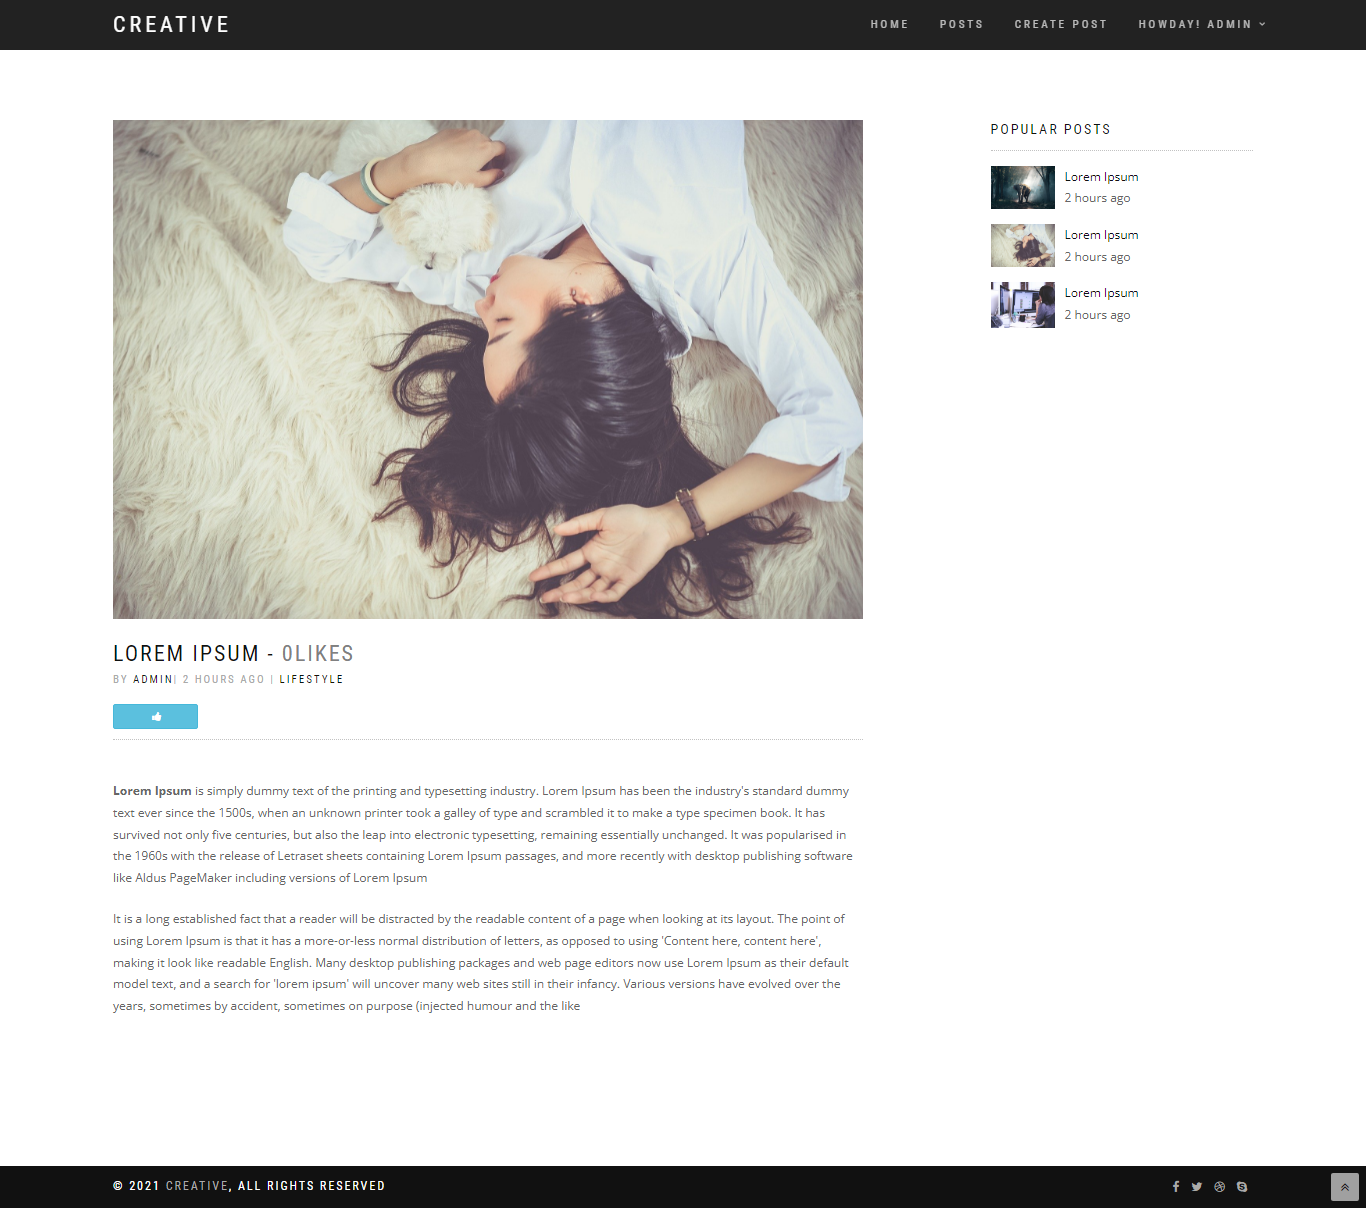 CREATIVE
HOME POSTS CREATE POST HOWDAY! ADMIN
POPULAR POSTS
Lorem Ipsum
2 hours ago
Lorem Ipsum
2 hours ago
Lorem Ipsum
2 hours ago
LOREM IPSUM - 0LIKES
BY ADMIN| 2 HOURS AGO | LIFESTYLE
Lorem Ipsum is simply dummy text of the printing and typesetting industry. Lorem Ipsum has been the industry's standard dummy
text ever since the 1500s, when an unknown printer took a galley of type and scrambled it to make a type specimen book. It has
survived not only five centuries, but also the leap into electronic typesetting, remaining essentially unchanged. It was popularised in
the 1960s with the release of Letraset sheets containing Lorem Ipsum passages, and more recently with desktop publishing software
like Aldus PageMaker including versions of Lorem Ipsum
It is a long established fact that a reader will be distracted by the readable content of a page when looking at its layout. The point of
using Lorem Ipsum is that it has a more-or-less normal distribution of letters, as opposed to using 'Content here, content here',
making it look like readable English. Many desktop publishing packages and web page editors now use Lorem Ipsum as their default
model text, and a search for 'lorem ipsum' will uncover many web sites still in their infancy. Various versions have evolved over the
years, sometimes by accident, sometimes on purpose (injected humour and the like
© 2021 CREATIVE, ALL RIGHTS RESERVED